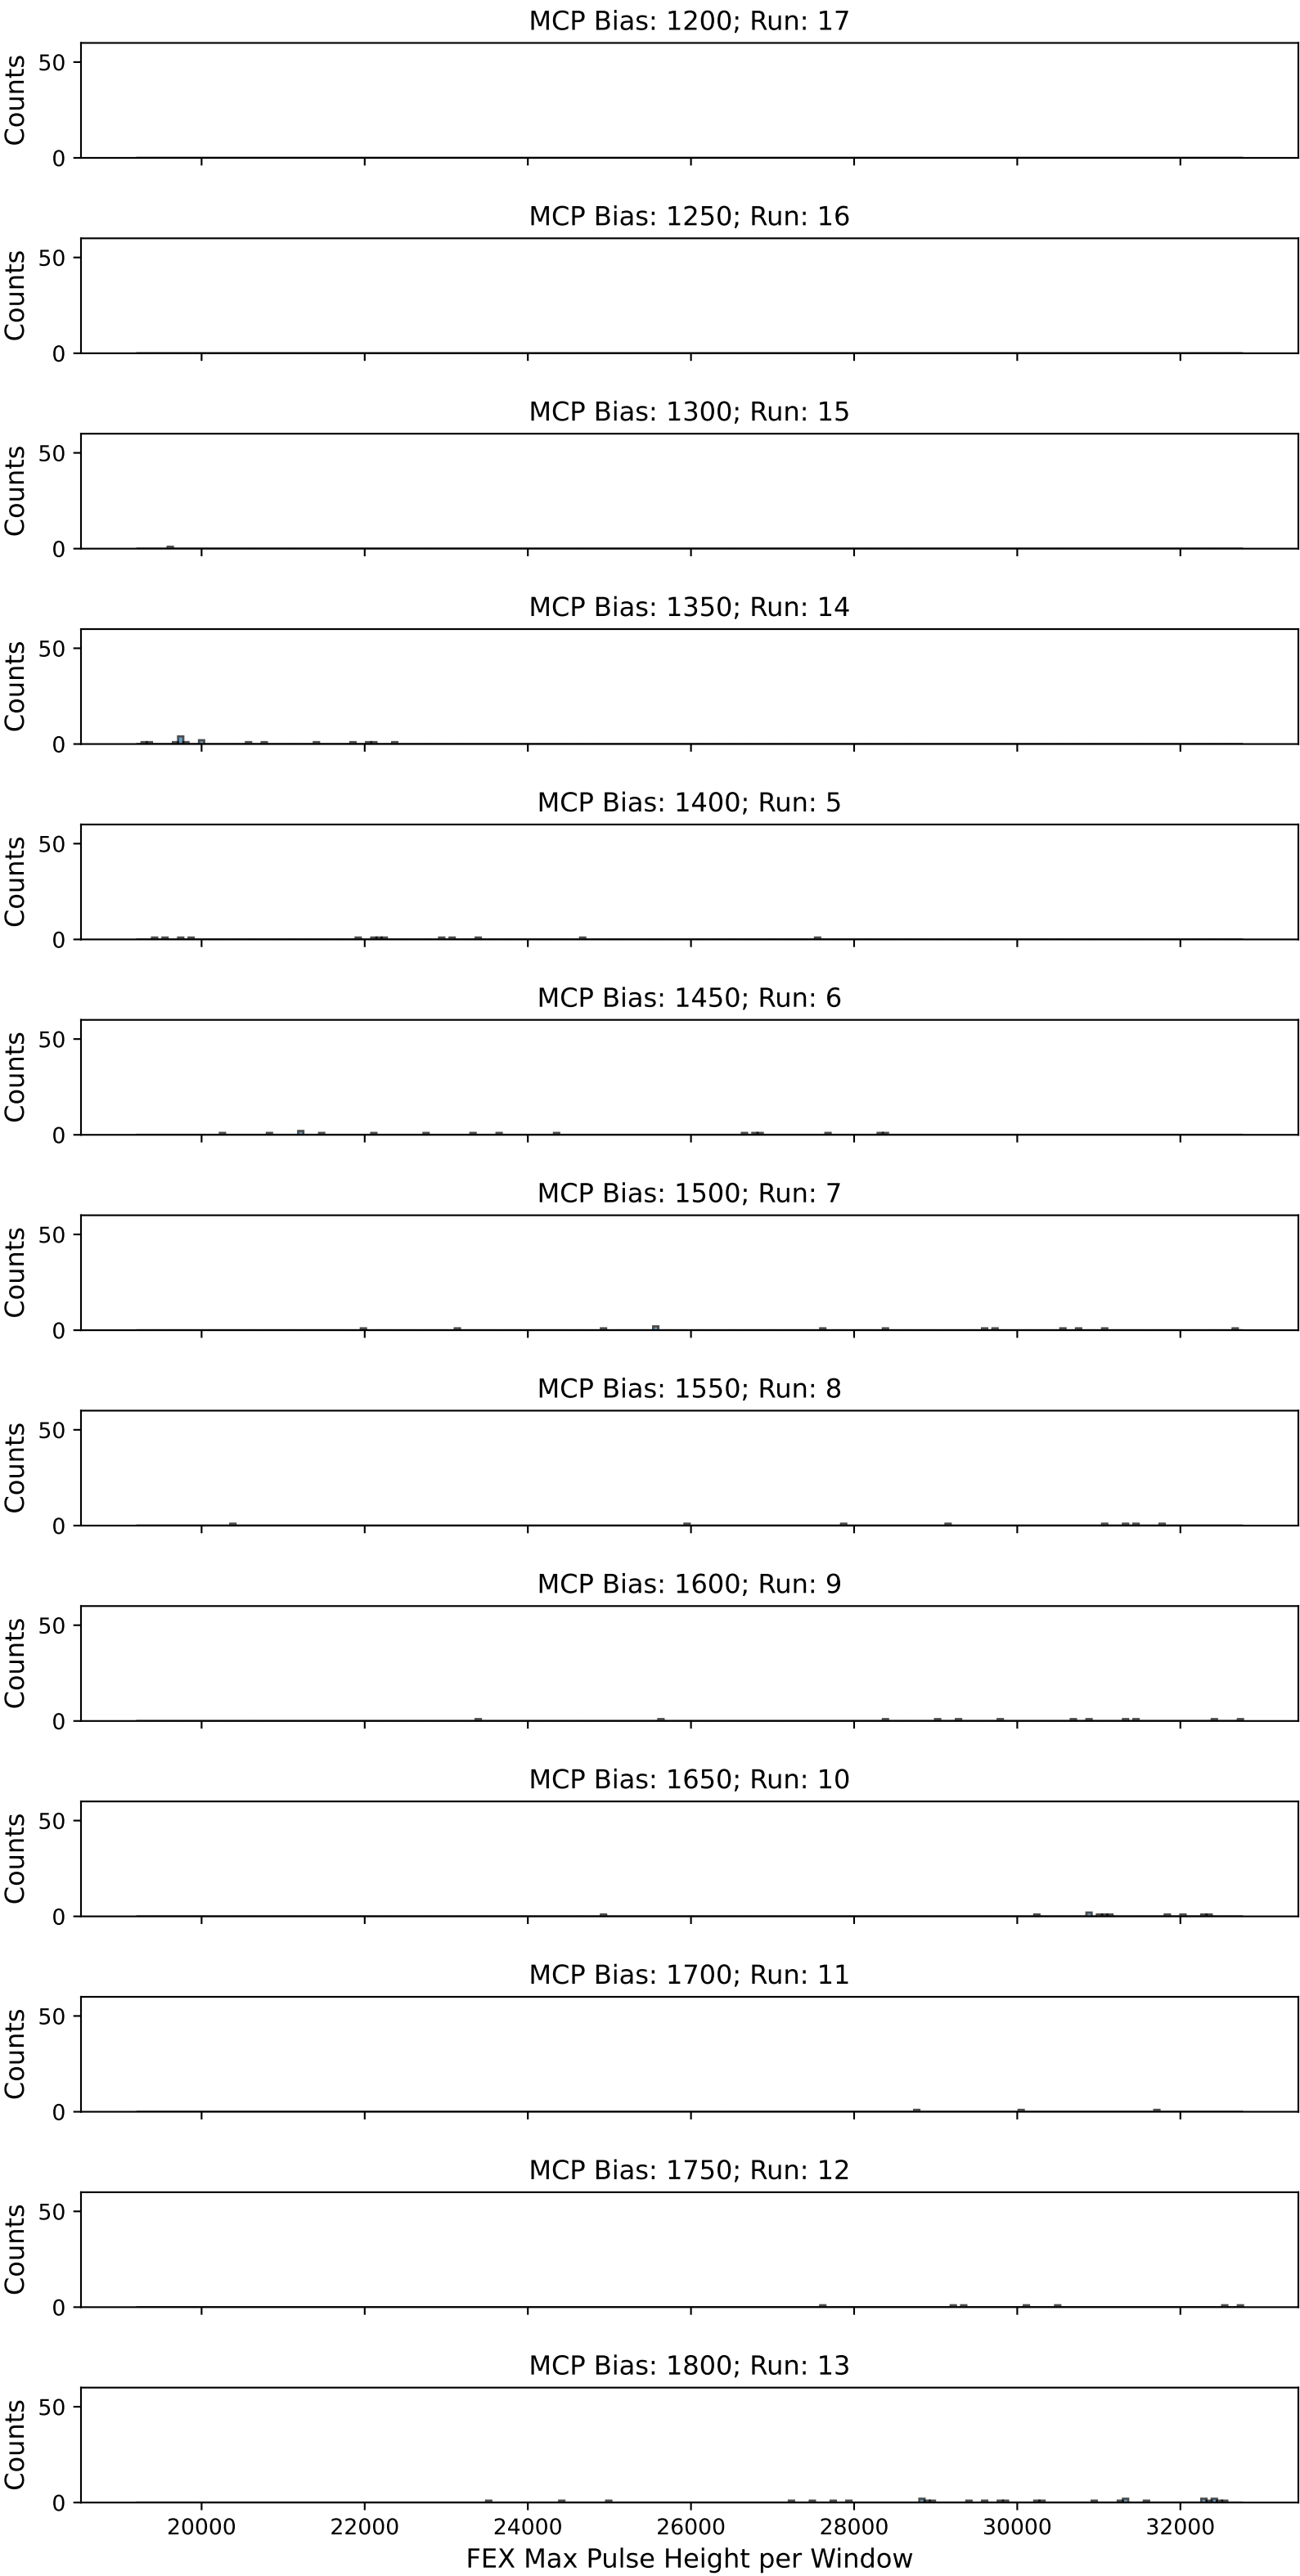 MCP Bias: 1200; Run: 17
Counts
50
0
MCP Bias: 1250; Run: 16
Counts
50
0
MCP Bias: 1300; Run: 15
Counts
50
0
MCP Bias: 1350; Run: 14
Counts
50
0
MCP Bias: 1400; Run: 5
Counts
50
0
MCP Bias: 1450; Run: 6
Counts
50
0
MCP Bias: 1500; Run: 7
Counts
50
0
MCP Bias: 1550; Run: 8
Counts
50
0
MCP Bias: 1600; Run: 9
Counts
50
0
MCP Bias: 1650; Run: 10
Counts
50
0
MCP Bias: 1700; Run: 11
Counts
50
0
MCP Bias: 1750; Run: 12
Counts
50
0
MCP Bias: 1800; Run: 13
Counts
50
0
20000 22000 24000 26000 28000 30000 32000
FEX Max Pulse Height per Window